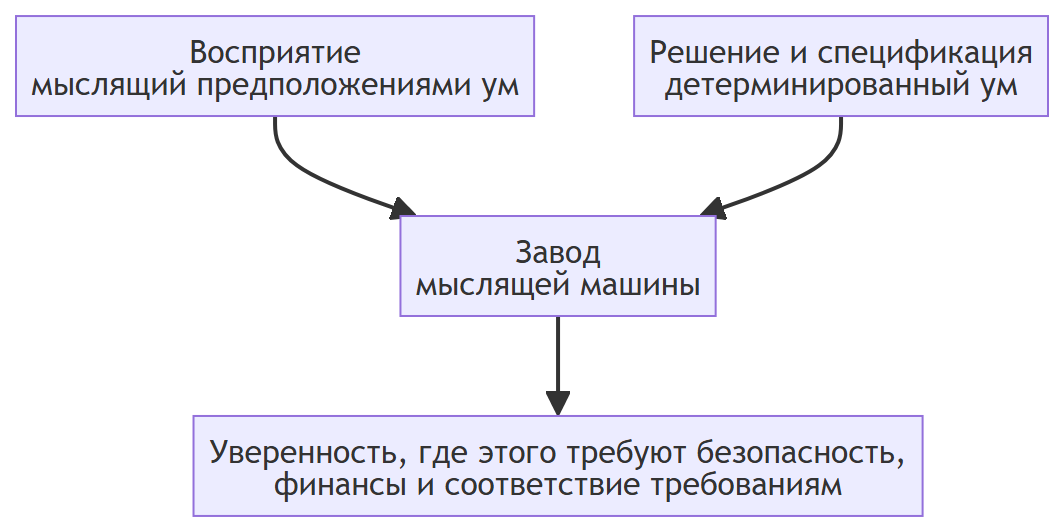 Восприятие
мыслящий предположениями ум
Решение и спецификация
детерминированный ум
Завод
мыслящей машины
Уверенность, где этого требуют безопасность,
финансы и соответствие требованиям